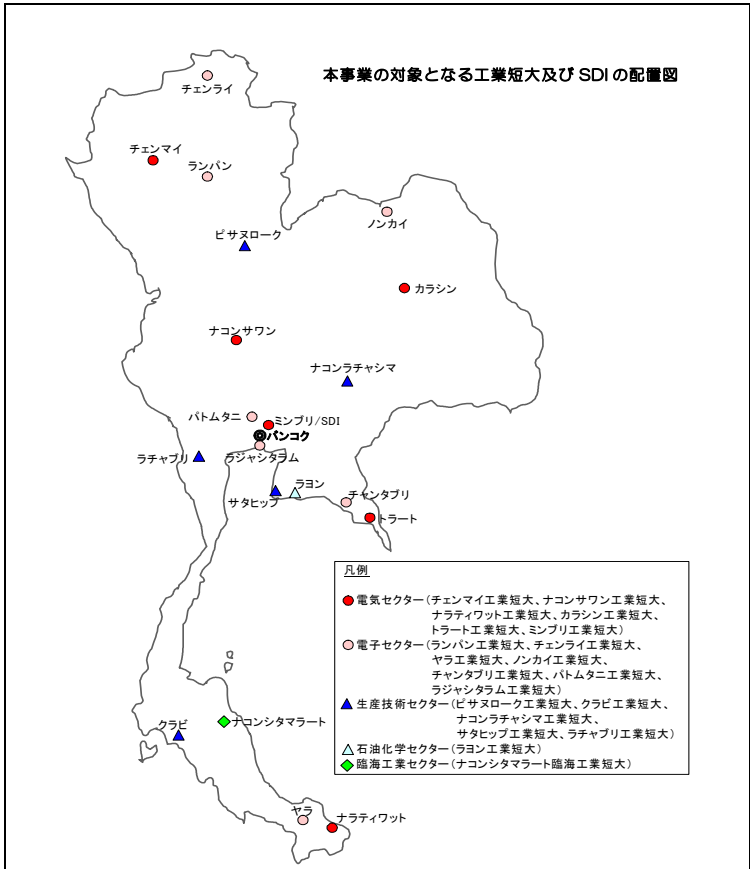 本事業の対象となる工業短大及び SDI の配置図
チェンライ
チェンマイ
ランパン
ノンカイ
ピサヌローク
カラシン
ナコンサワン
ナコンラチャシマ
パトムタニ
ミンブリ/SDI
バンコク
ラチャブリ
ラジャシタラム
サタヒップ
ラヨン
チャンタブリ
トラート
凡例
電気セクター(チェンマイ工業短大、ナコンサワン工業短大、
ナラティワット工業短大、カラシン工業短大、
トラート工業短大、ミンブリ工業短大)
電子セクター(ランパン工業短大、チェンライ工業短大、
ヤラ工業短大、ノンカイ工業短大、
チャンタブリ工業短大、パトムタニ工業短大、
ラジャシタラム工業短大)
生産技術セクター(ピサヌローク工業短大、クラビ工業短大、
ナコンラチャシマ工業短大、
サタヒップ工業短大、ラチャブリ工業短大)
石油化学セクター(ラヨン工業短大)
臨海工業セクター(ナコンシタマラート臨海工業短大)
クラビ
ナコンシタマラート
ヤラ
ナラティワット